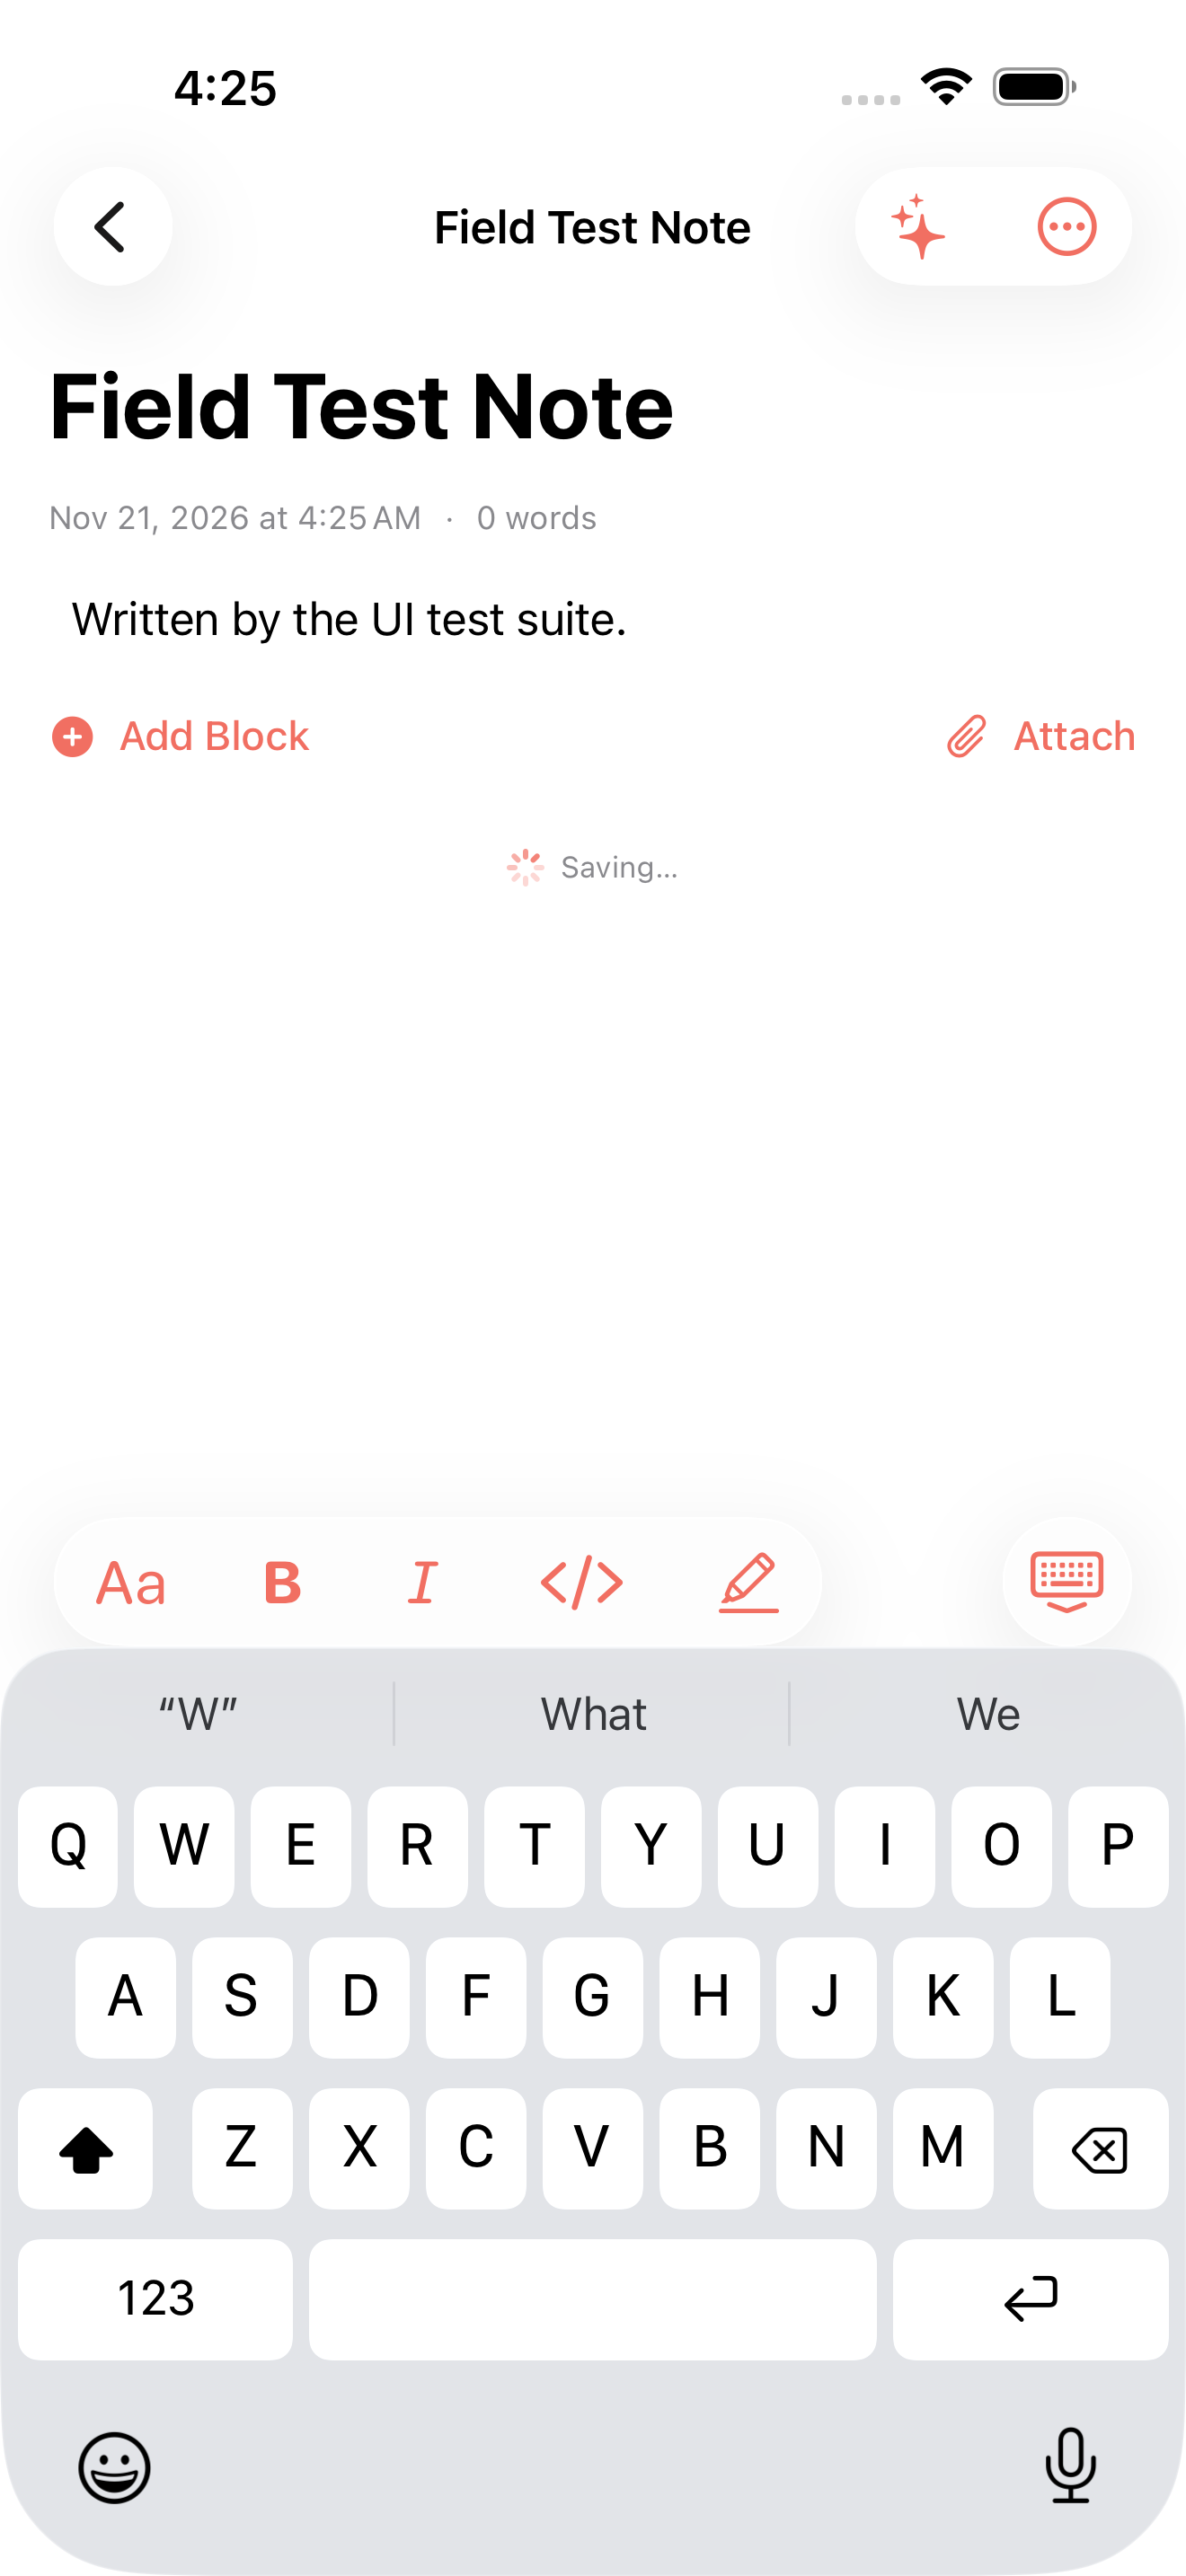 4:25
Field Test Note
Field Test Note
Nov 21, 2026 at 4:25 AM · 0 words
Written by the UI test suite.
Add Block Attach
Saving...
Aa B I </>
“W” What We
Q W E R T Y U I O P
A S D F G H J K L
Z X C V B N M
123